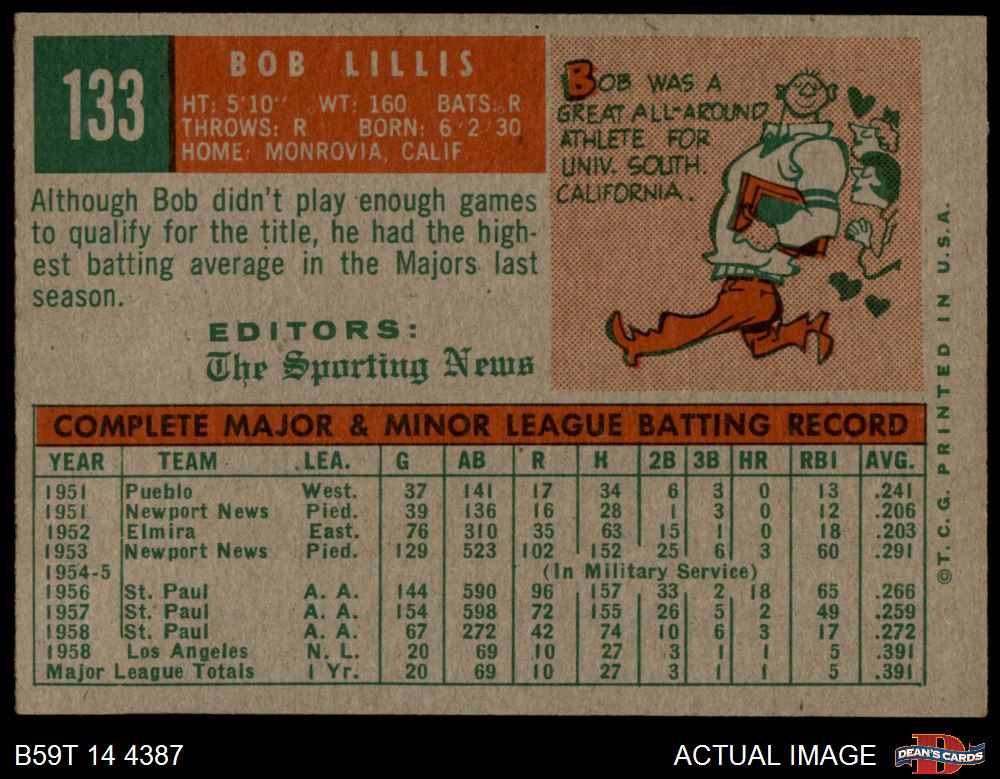 133
BOB LILLIS
HT: 5'10" WT: 160 BATS: R
THROWS: R BORN: 6/2/30
HOME: MONROVIA, CALIF.
Although Bob didn't play enough games
to qualify for the title, he had the high-
est batting average in the Majors last
season.
EDITORS:
The Sporting News
BOB WAS A
GREAT ALL-AROUND
ATHLETE FOR
UNIV. SOUTH.
CALIFORNIA.
COMPLETE MAJOR & MINOR LEAGUE BATTING RECORD
YEAR TEAM LEA. G AB R H 2B 3B HR RBI AVG.
1951 Pueblo West. 37 141 17 34 6 3 0 13 .241
1951 Newport News Pied. 39 136 16 28 1 3 0 12 .206
1952 Elmira East. 76 310 35 63 15 1 0 18 .203
1953 Newport News Pied. 129 523 102 152 25 6 3 60 .291
1954-5 (In Military Service)
1956 St. Paul A. A. 144 590 96 157 33 2 18 65 .266
1957 St. Paul A. A. 154 598 72 155 26 5 2 49 .259
1958 St. Paul A. A. 67 272 42 74 10 6 3 17 .272
1958 Los Angeles N. L. 20 69 10 27 3 1 1 5 .391
Major League Totals 1 Yr. 20 69 10 27 3 1 1 5 .391
©T. C. G. PRINTED IN U.S.A.
B59T 14 4387
ACTUAL IMAGE
DEAN'S CARDS